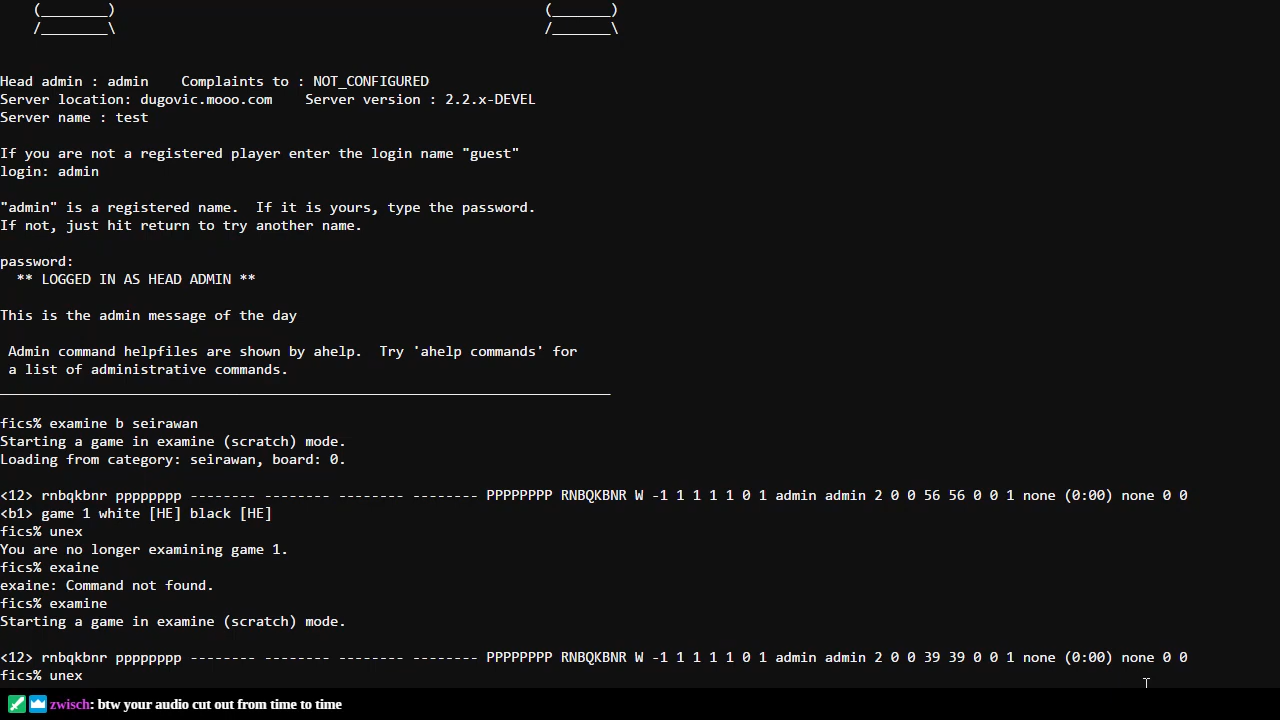 (________)                                                    (_______)
/________\                                                    /_______\
Head admin : admin    Complaints to : NOT_CONFIGURED
Server location: dugovic.mooo.com    Server version : 2.2.x-DEVEL
Server name : test
If you are not a registered player enter the login name "guest"
login: admin
"admin" is a registered name.  If it is yours, type the password.
If not, just hit return to try another name.
password:
  ** LOGGED IN AS HEAD ADMIN **
This is the admin message of the day
 Admin command helpfiles are shown by ahelp.  Try 'ahelp commands' for
 a list of administrative commands.
__________________________________________________________________________
fics% examine b seirawan
Starting a game in examine (scratch) mode.
Loading from category: seirawan, board: 0.
<12> rnbqkbnr pppppppp -------- -------- -------- -------- PPPPPPPP RNBQKBNR W -1 1 1 1 1 0 1 admin admin 2 0 0 56 56 0 0 1 none (0:00) none 0 0
<b1> game 1 white [HE] black [HE]
fics% unex
You are no longer examining game 1.
fics% exaine
exaine: Command not found.
fics% examine
Starting a game in examine (scratch) mode.
<12> rnbqkbnr pppppppp -------- -------- -------- -------- PPPPPPPP RNBQKBNR W -1 1 1 1 1 0 1 admin admin 2 0 0 39 39 0 0 1 none (0:00) none 0 0
fics% unex
zwisch: btw your audio cut out from time to time